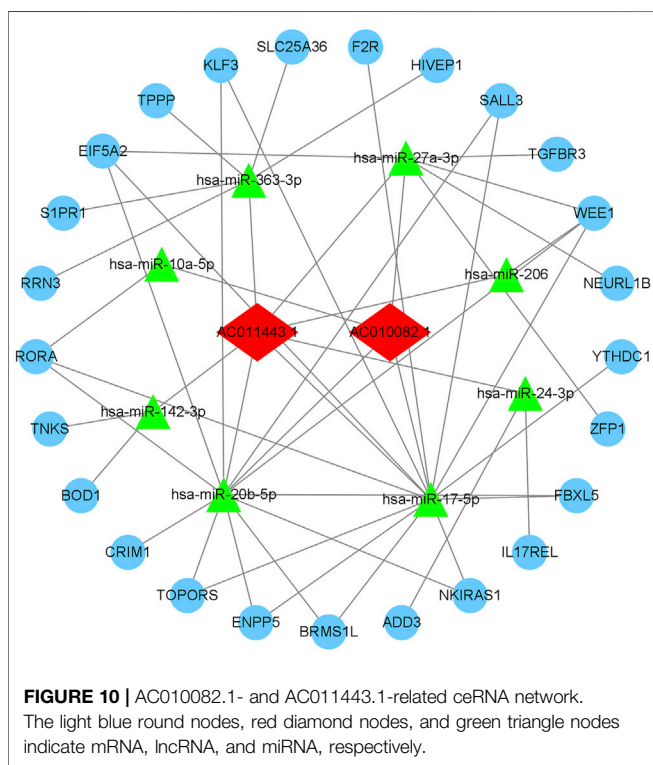 SLC25A36
F2R
KLF3
HIVEP1
TPPP
SALL3
EIF5A2
hsa-miR-27a-3p
TGFBR3
hsa-miR-363-3p
S1PR1
WEE1
hsa-miR-10a-5p
hsa-miR-206
RRN3
NEURL1B
AC011443.1
AC010082.1
RORA
YTHDC1
hsa-miR-24-3p
hsa-miR-142-3p
TNKS
ZFP1
BOD1
hsa-miR-20b-5p
hsa-miR-17-5p
FBXL5
CRIM1
IL17REL
TOPORS
NKIRAS1
ENPP5
BRMS1L
ADD3
FIGURE 10 | AC010082.1- and AC011443.1-related ceRNA network.
The light blue round nodes, red diamond nodes, and green triangle nodes
indicate mRNA, lncRNA, and miRNA, respectively.